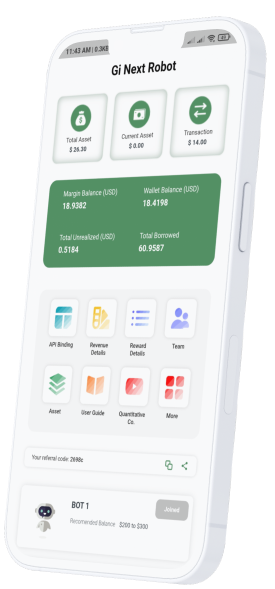 11:43 AM | 0.3KB
Gi Next Robot
Total Asset
$ 26.30
Current Asset
$ 0.00
Transaction
$ 14.00
Margin Balance (USD)
18.9382
Wallet Balance (USD)
18.4198
Total Unrealized (USD)
0.5184
Total Borrowed
60.9587
API Binding
Revenue
Details
Reward
Details
Team
Asset
User Guide
Quantitative
Co.
More
Your referral code: 2698c
BOT 1
Joined
Recomended Balance $200 to $300